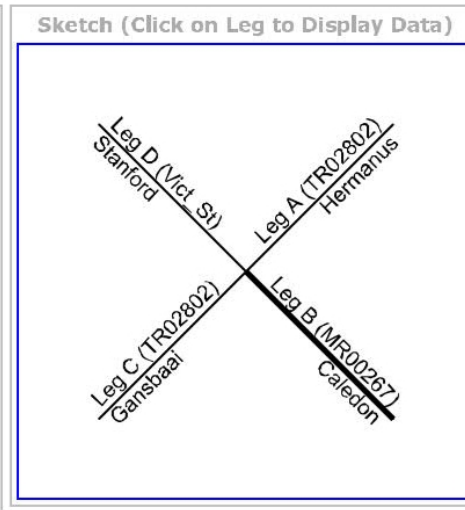 Sketch (Click on Leg to Display Data)
Leg D (Vict_St)
Stanford
Leg A (TR02802)
Hermanus
Leg C (TR02802)
Gansbaai
Leg B (MR00267)
Caledon